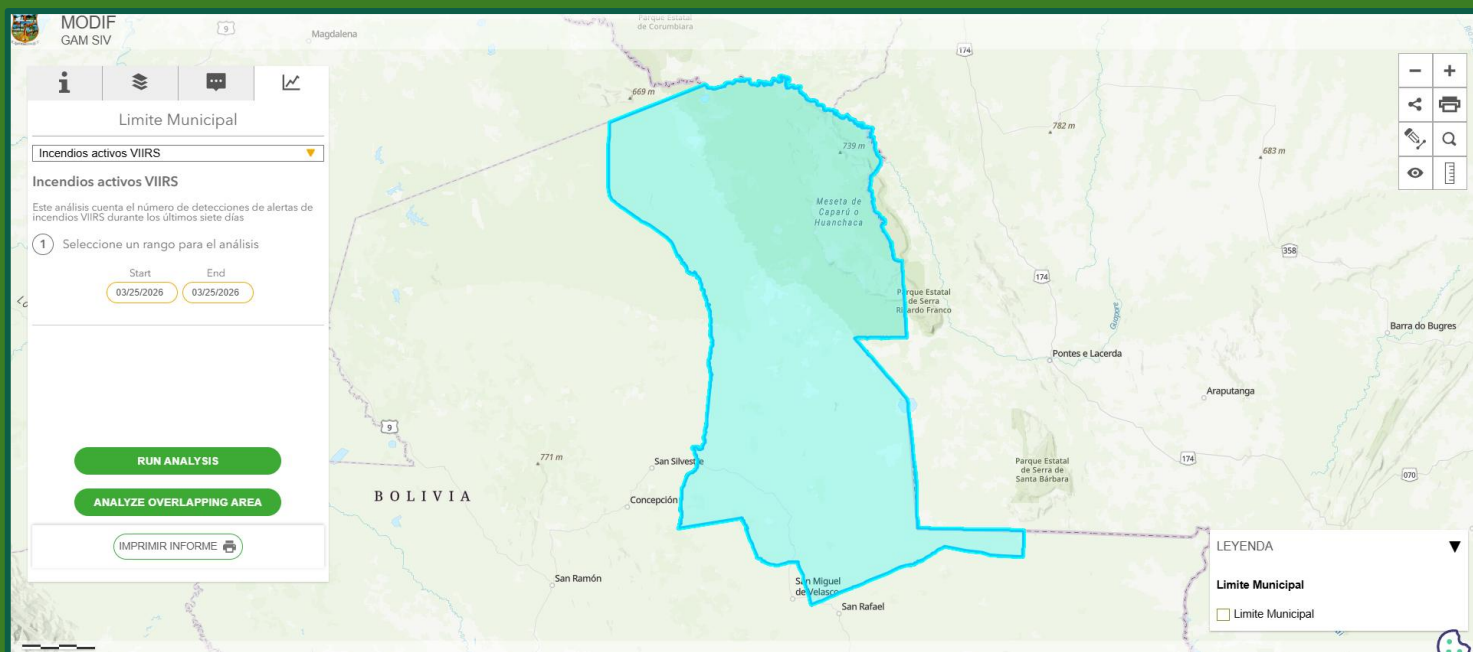 MODIF
GAM SIV
Limite Municipal
Incendios activos VIIRS
Incendios activos VIIRS
Este análisis cuenta el número de detecciones de alertas de
incendios VIIRS durante los últimos siete días
1 Seleccione un rango para el análisis
Start End
03/25/2026 03/25/2026
RUN ANALYSIS
ANALYZE OVERLAPPING AREA
IMPRIMIR INFORME
9
Magdalena
Parque Estatal
de Corumbiara
174
669 m
739 m
782 m
683 m
Meseta de
Caparú o
Huanchaca
358
174
Parque Estatal
de Serra
Ricardo Franco
Guaporé
Barra do Bugres
Pontes e Lacerda
Araputanga
9
771 m
San Silvestre
Parque Estatal
de Serra de
Santa Bárbara
174
070
BOLIVIA
Concepción
San Ramón
San Miguel
de Velasco
San Rafael
LEYENDA
Limite Municipal
Limite Municipal